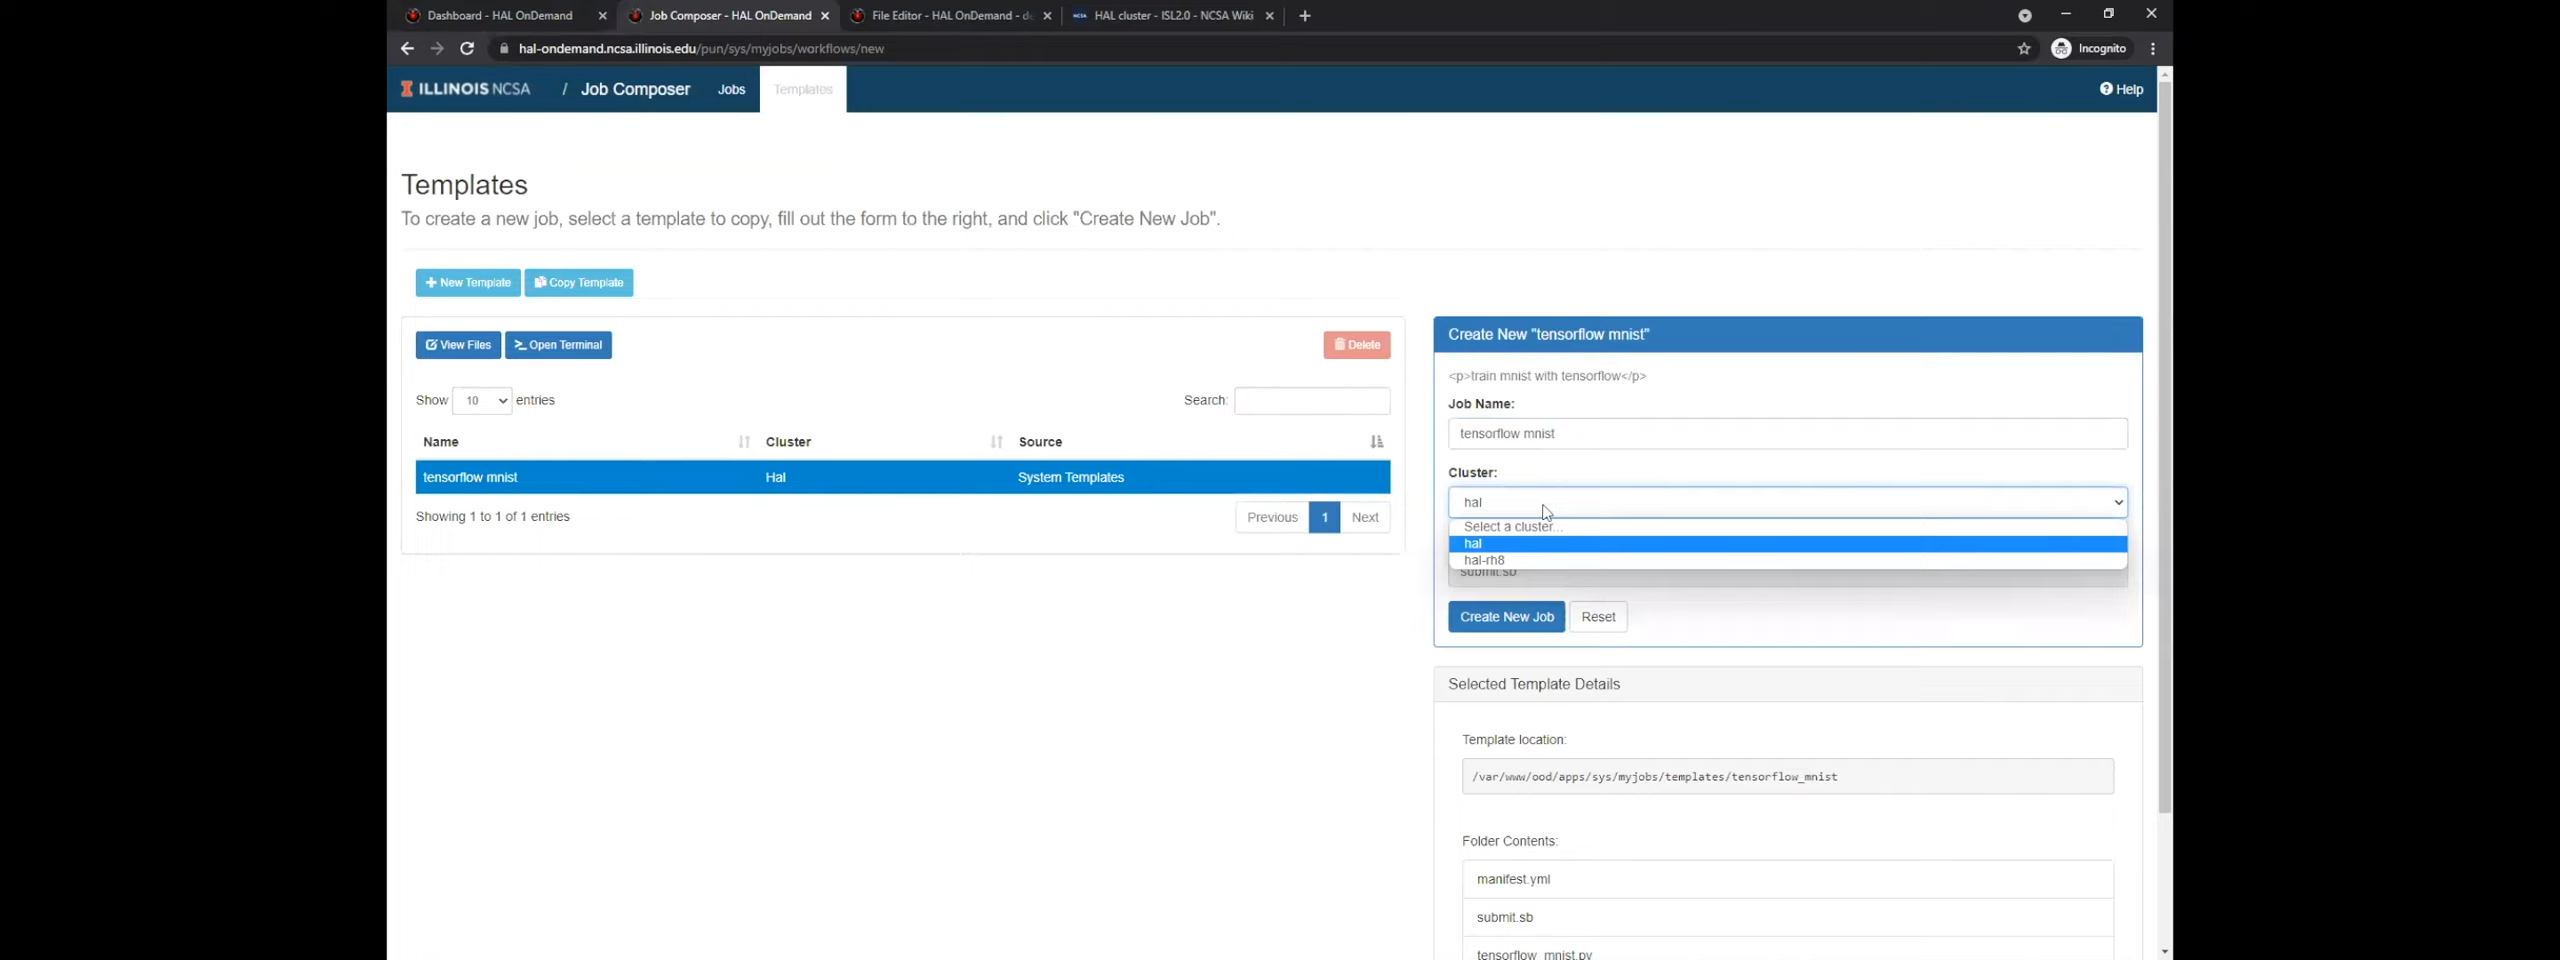 Dashboard - HAL OnDemand
Job Composer - HAL OnDemand
File Editor - HAL OnDemand - d
HAL cluster - ISL2.0 - NCSA Wiki
hal-ondemand.ncsa.illinois.edu/pun/sys/myjobs/workflows/new
Incognito
ILLINOIS NCSA / Job Composer Jobs Templates
Help
Templates
To create a new job, select a template to copy, fill out the form to the right, and click "Create New Job".
New Template Copy Template
View Files Open Terminal Delete
Show 10 entries Search:
Name Cluster Source
tensorflow mnist Hal System Templates
Showing 1 to 1 of 1 entries Previous 1 Next
Create New "tensorflow mnist"
<p>train mnist with tensorflow</p>
Job Name:
tensorflow mnist
Cluster:
hal
Select a cluster...
hal
hal-rh8
submit.sb
Create New Job Reset
Selected Template Details
Template location:
/var/www/ood/apps/sys/myjobs/templates/tensorflow_mnist
Folder Contents:
manifest.yml
submit.sb
tensorflow_mnist.py